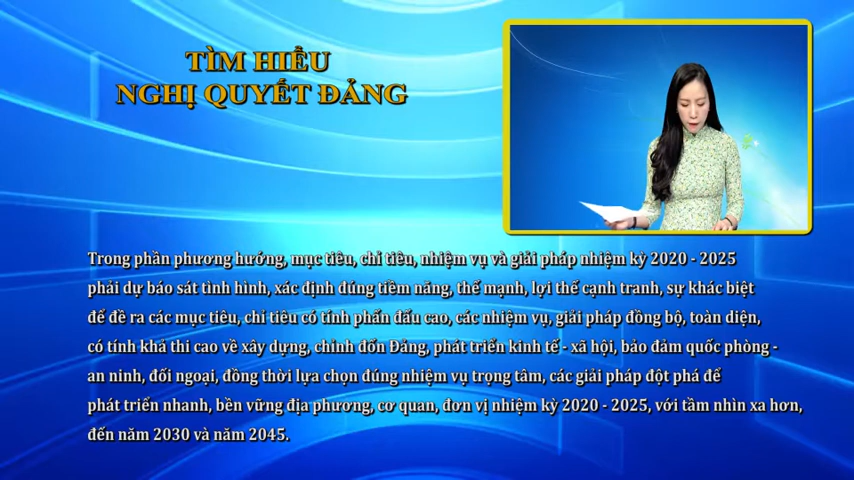 TÌM HIỂU
NGHỊ QUYẾT ĐẢNG
Trong phần phương hướng, mục tiêu, chỉ tiêu, nhiệm vụ và giải pháp nhiệm kỳ 2020 - 2025
phải dự báo sát tình hình, xác định đúng tiềm năng, thế mạnh, lợi thế cạnh tranh, sự khác biệt
để đề ra các mục tiêu, chỉ tiêu có tính phấn đấu cao, các nhiệm vụ, giải pháp đồng bộ, toàn diện,
có tính khả thi cao về xây dựng, chỉnh đốn Đảng, phát triển kinh tế - xã hội, bảo đảm quốc phòng -
an ninh, đối ngoại, đồng thời lựa chọn đúng nhiệm vụ trọng tâm, các giải pháp đột phá để
phát triển nhanh, bền vững địa phương, cơ quan, đơn vị nhiệm kỳ 2020 - 2025, với tầm nhìn xa hơn,
đến năm 2030 và năm 2045.